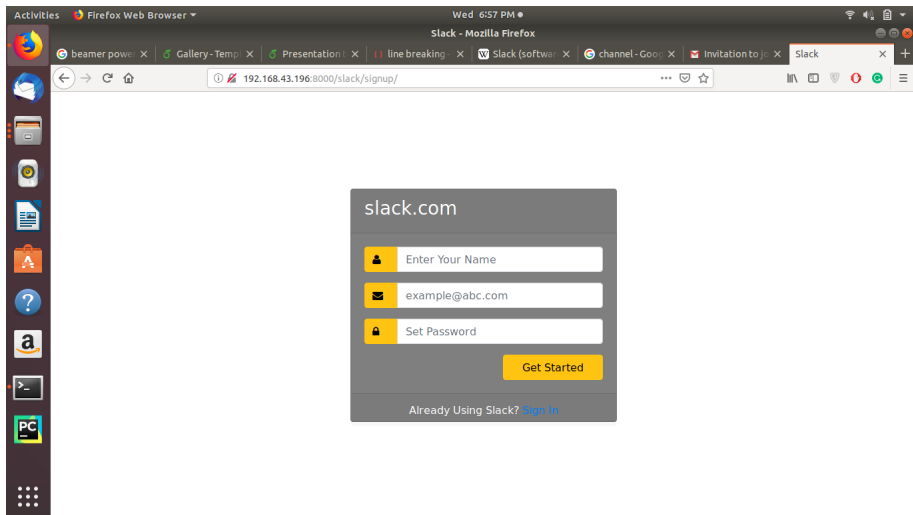 Activities Firefox Web Browser Wed 6:57 PM
Slack - Mozilla Firefox
beamer power Gallery - Templ Presentation t line breaking - Slack (softwar channel - Goog Invitation to jo Slack
192.168.43.196:8000/slack/signup/
slack.com
Enter Your Name
example@abc.com
Set Password
Get Started
Already Using Slack? Sign In